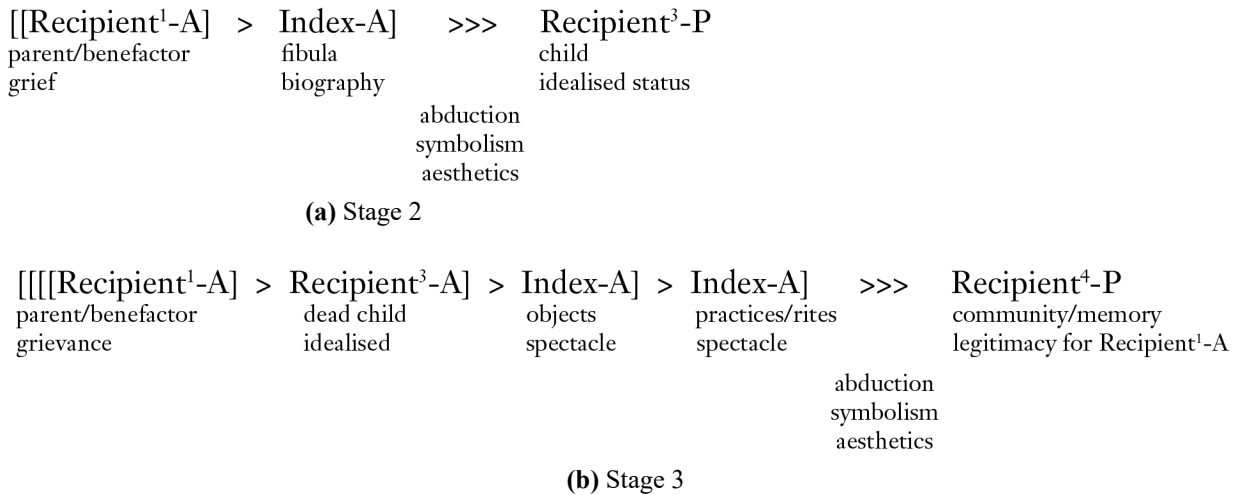 [[Recipient¹-A] > Index-A] >>> Recipient³-P
parent/benefactor fibula child
grief biography idealised status
abduction
symbolism
aesthetics
(a) Stage 2
[[[[Recipient¹-A] > Recipient³-A] > Index-A] > Index-A] >>> Recipient⁴-P
parent/benefactor dead child objects practices/rites community/memory
grievance idealised spectacle spectacle legitimacy for Recipient¹-A
abduction
symbolism
aesthetics
(b) Stage 3